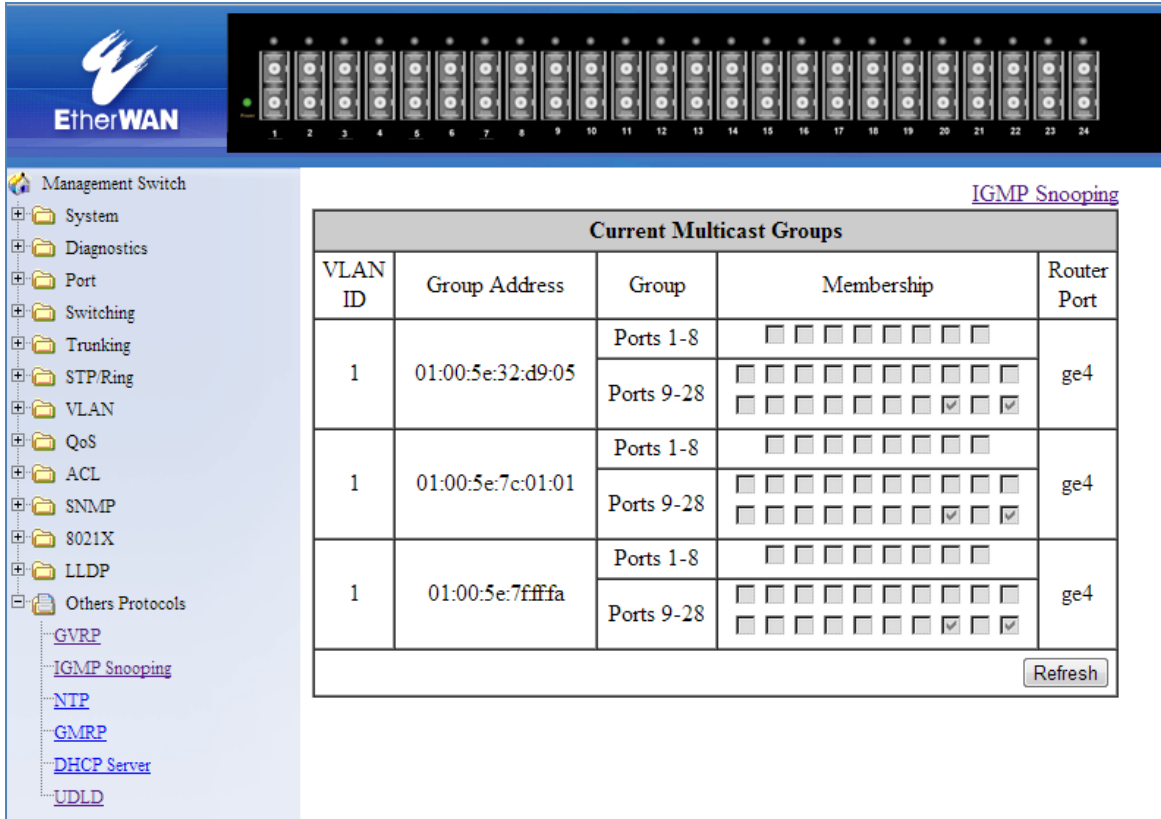 EtherWAN
1 2 3 4 5 6 7 8 9 10 11 12 13 14 15 16 17 18 19 20 21 22 23 24
Management Switch
System
Diagnostics
Port
Switching
Trunking
STP/Ring
VLAN
QoS
ACL
SNMP
8021X
LLDP
Others Protocols
GVRP
IGMP Snooping
NTP
GMRP
DHCP Server
UDLD
IGMP Snooping
Current Multicast Groups
VLAN ID Group Address Group Membership Router Port
1 01:00:5e:32:d9:05 Ports 1-8 ge4
Ports 9-28
1 01:00:5e:7c:01:01 Ports 1-8 ge4
Ports 9-28
1 01:00:5e:7f:ff:fa Ports 1-8 ge4
Ports 9-28
Refresh